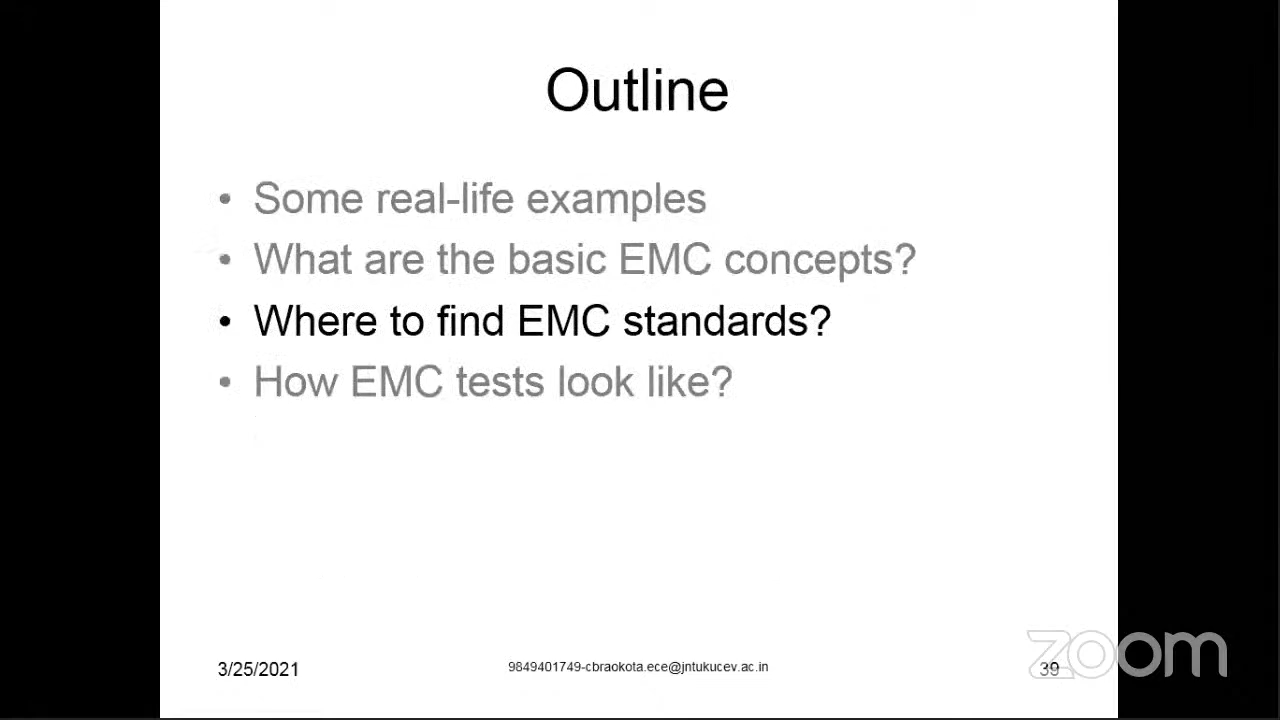 Outline
• Some real-life examples
• What are the basic EMC concepts?
• Where to find EMC standards?
• How EMC tests look like?
3/25/2021
9849401749-cbraokota.ece@jntukucev.ac.in
39
zoom